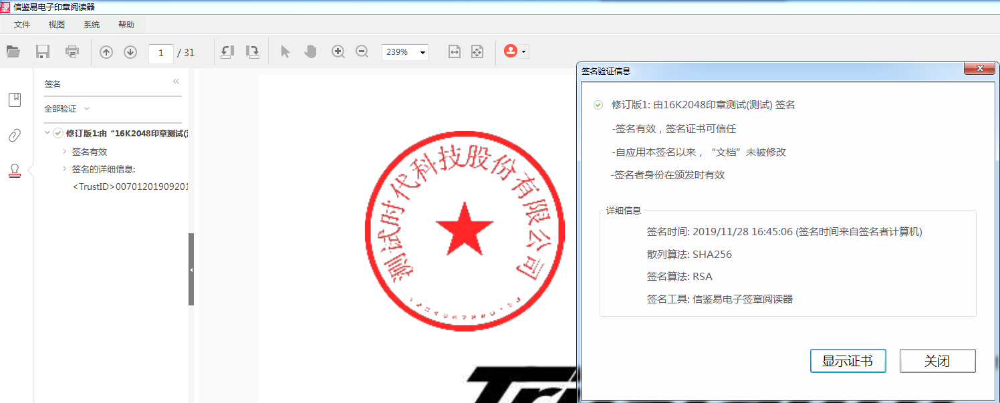 信鉴易电子印章阅读器
文件 视图 系统 帮助
1 / 31 239%
签名
全部验证
修订版1:由“16K2048印章测试(
签名有效
签名的详细信息:
<TrustID>00701201909201
测试时代科技股份有限公司
签名验证信息
修订版1: 由16K2048印章测试(测试) 签名
-签名有效，签名证书可信任
-自应用本签名以来，“文档”未被修改
-签名者身份在颁发时有效
详细信息
签名时间: 2019/11/28 16:45:06 (签名时间来自签名者计算机)
散列算法: SHA256
签名算法: RSA
签名工具: 信鉴易电子签章阅读器
显示证书 关闭